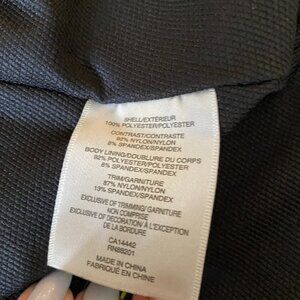 SHELL/EXTÉRIEUR
100% POLYESTER/POLYESTER
CONTRAST/CONTRASTE
92% NYLON/NYLON
8% SPANDEX/SPANDEX
BODY LINING/DOUBLURE DU CORPS
92% POLYESTER/POLYESTER
8% SPANDEX/SPANDEX
TRIM/GARNITURE
87% NYLON/NYLON
13% SPANDEX/SPANDEX
EXCLUSIVE OF TRIMMING/ GARNITURE
NON COMPRISE
EXCLUSIVE OF DECORATION À L'EXCEPTION
DE LA BORDURE
CA14442
RN88201
MADE IN CHINA
FABRIQUE EN CHINE